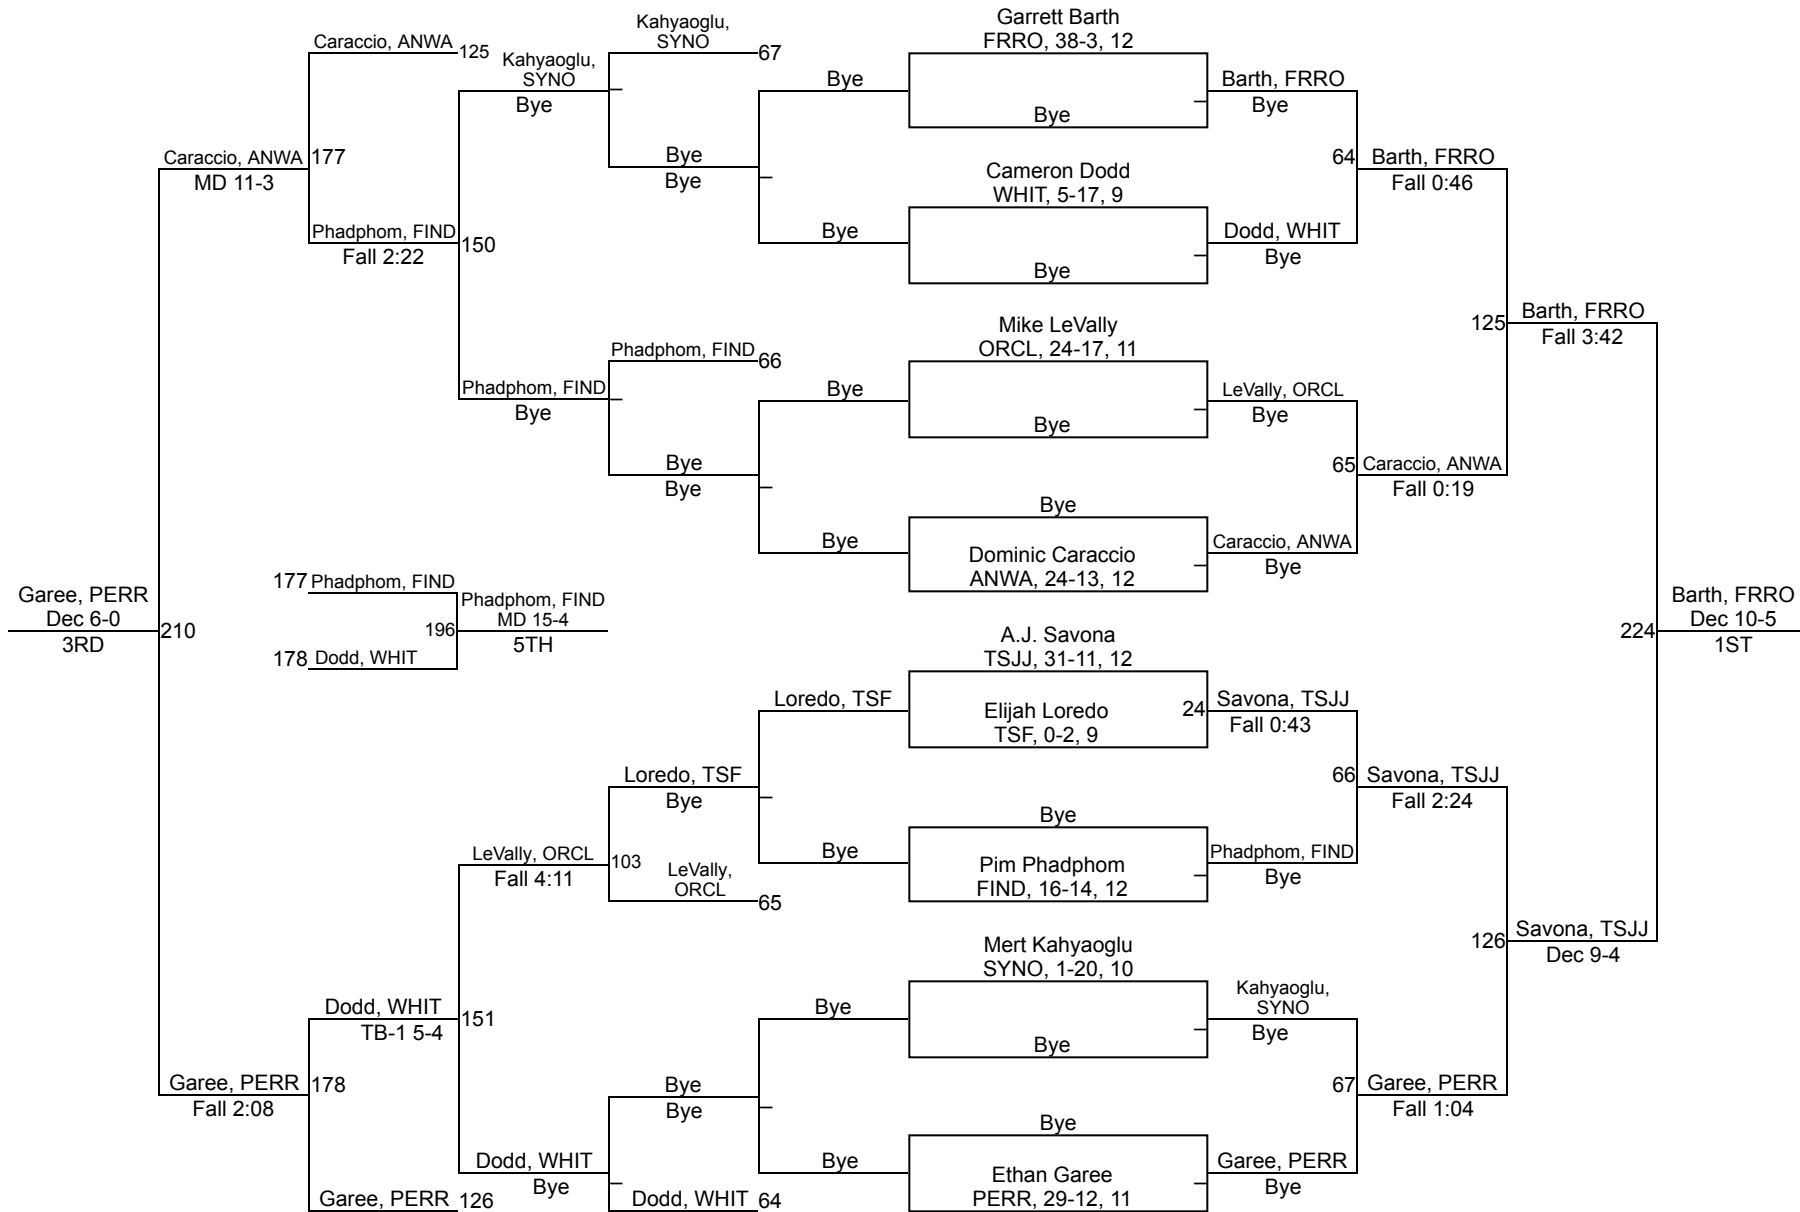 Caraccio, ANWA
125
Caraccio, ANWA
MD 11-3
177
Phadphom, FIND
Fall 2:22
150
Kahyaoglu,
SYNO
Bye
Kahyaoglu,
SYNO
67
Bye
Bye
Phadphom, FIND
Bye
Phadphom, FIND
66
Bye
Bye
Garee, PERR
Dec 6-0
3RD
210
177
Phadphom, FIND
178
Dodd, WHIT
196
Phadphom, FIND
MD 15-4
5TH
Loredo, TSF
Bye
LeVally, ORCL
Fall 4:11
103
LeVally,
ORCL
65
Dodd, WHIT
TB-1 5-4
151
Garee, PERR
Fall 2:08
178
Bye
Bye
Dodd, WHIT
Bye
Dodd, WHIT
64
Garee, PERR
126
Bye
Bye
Bye
Bye
Loredo, TSF
Bye
Bye
Bye
Garrett Barth
FRRO, 38-3, 12
Bye
Cameron Dodd
WHIT, 5-17, 9
Bye
Mike LeVally
ORCL, 24-17, 11
Bye
Bye
Dominic Caraccio
ANWA, 24-13, 12
A.J. Savona
TSJJ, 31-11, 12
Elijah Loredo
TSF, 0-2, 9
24
Bye
Pim Phadphom
FIND, 16-14, 12
Mert Kahyaoglu
SYNO, 1-20, 10
Bye
Bye
Ethan Garee
PERR, 29-12, 11
Barth, FRRO
Bye
64
Dodd, WHIT
Bye
Barth, FRRO
Fall 0:46
LeVally, ORCL
Bye
65
Caraccio, ANWA
Bye
Caraccio, ANWA
Fall 0:19
125
Barth, FRRO
Fall 3:42
Savona, TSJJ
Fall 0:43
66
Phadphom, FIND
Bye
Savona, TSJJ
Fall 2:24
Kahyaoglu,
SYNO
Bye
67
Garee, PERR
Bye
Garee, PERR
Fall 1:04
126
Savona, TSJJ
Dec 9-4
224
Barth, FRRO
Dec 10-5
1ST